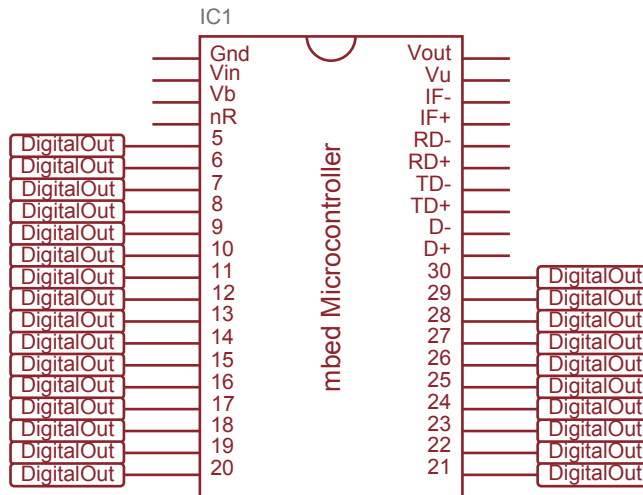 IC1
Gnd Vout
Vin Vu
Vb IF-
nR IF+
DigitalOut 5 RD-
DigitalOut 6 RD+
DigitalOut 7 TD-
DigitalOut 8 TD+
DigitalOut 9 D-
DigitalOut 10 D+
DigitalOut 11 30 DigitalOut
DigitalOut 12 29 DigitalOut
DigitalOut 13 28 DigitalOut
DigitalOut 14 27 DigitalOut
DigitalOut 15 26 DigitalOut
DigitalOut 16 25 DigitalOut
DigitalOut 17 24 DigitalOut
DigitalOut 18 23 DigitalOut
DigitalOut 19 22 DigitalOut
DigitalOut 20 21 DigitalOut
mbed Microcontroller